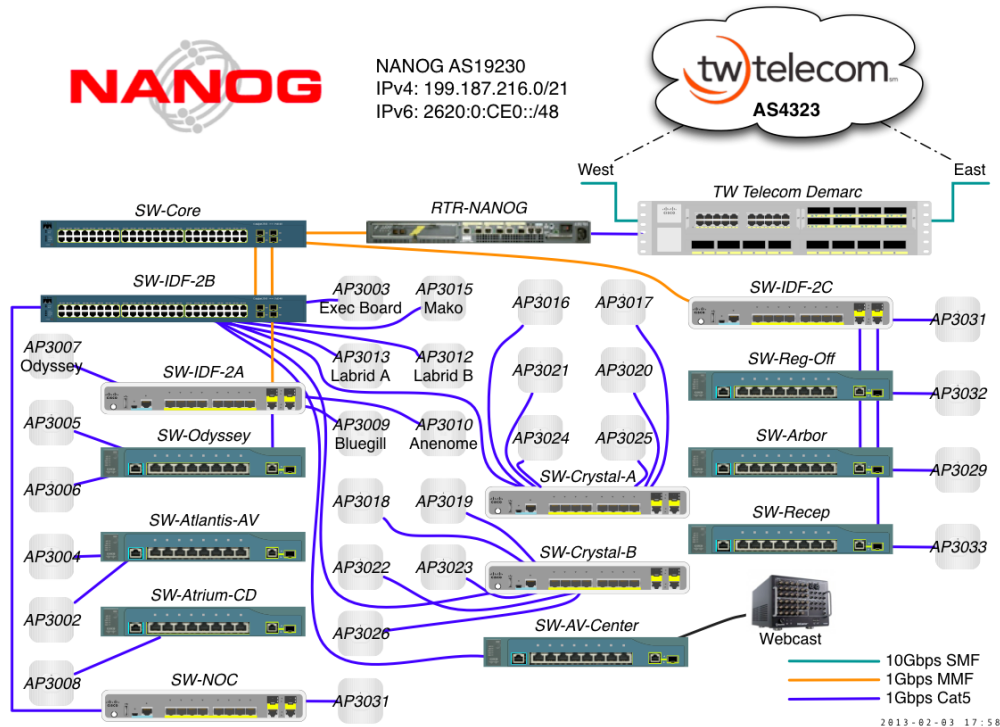 NANOG
NANOG AS19230
IPv4: 199.187.216.0/21
IPv6: 2620:0:CE0::/48
tw telecom
AS4323
West
East
TW Telecom Demarc
SW-Core
RTR-NANOG
SW-IDF-2B
AP3003
Exec Board
AP3015
Mako
AP3016
AP3017
SW-IDF-2C
AP3031
AP3007
Odyssey
AP3013
Labrid A
AP3012
Labrid B
SW-IDF-2A
AP3021
AP3020
SW-Reg-Off
AP3032
AP3005
AP3009
Bluegill
AP3010
Anenome
SW-Odyssey
AP3024
AP3025
SW-Arbor
AP3029
AP3006
SW-Crystal-A
AP3018
AP3019
SW-Atlantis-AV
SW-Recep
AP3033
AP3004
SW-Crystal-B
AP3022
AP3023
SW-Atrium-CD
AP3002
AP3026
SW-AV-Center
Webcast
AP3008
SW-NOC
AP3031
10Gbps SMF
1Gbps MMF
1Gbps Cat5
2013-02-03 17:58